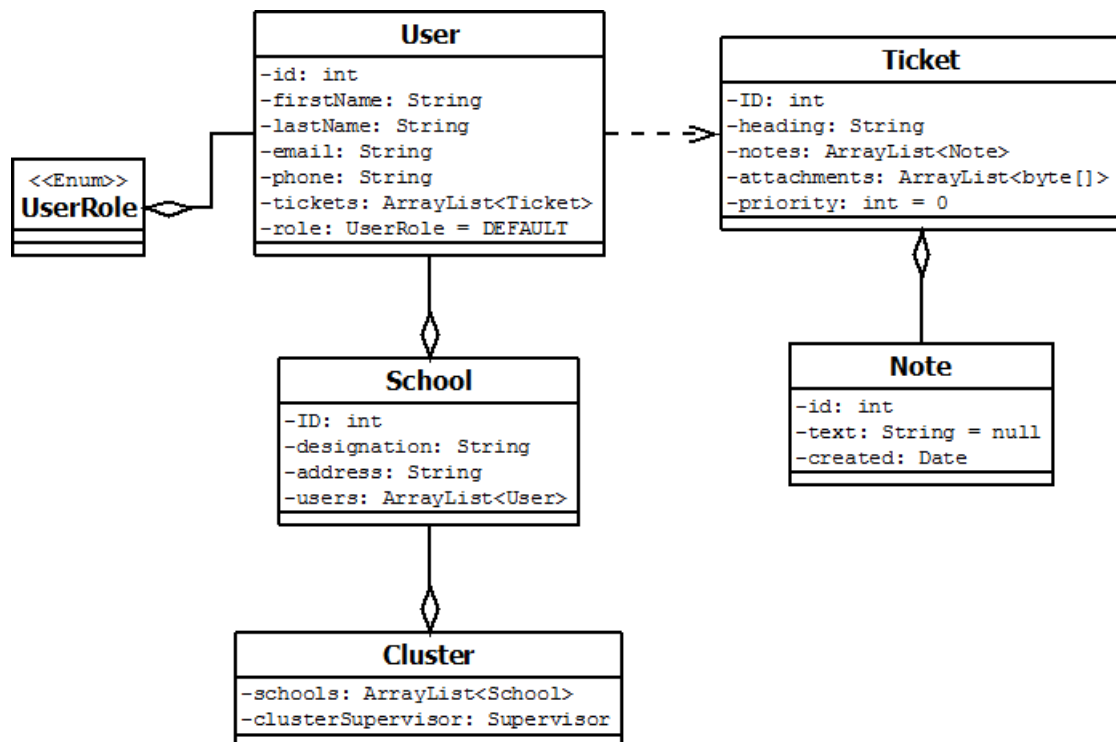 User
-id: int
-firstName: String
-lastName: String
-email: String
-phone: String
-tickets: ArrayList<Ticket>
-role: UserRole = DEFAULT
Ticket
-ID: int
-heading: String
-notes: ArrayList<Note>
-attachments: ArrayList<byte[]>
-priority: int = 0
<<Enum>>
UserRole
School
-ID: int
-designation: String
-address: String
-users: ArrayList<User>
Note
-id: int
-text: String = null
-created: Date
Cluster
-schools: ArrayList<School>
-clusterSupervisor: Supervisor